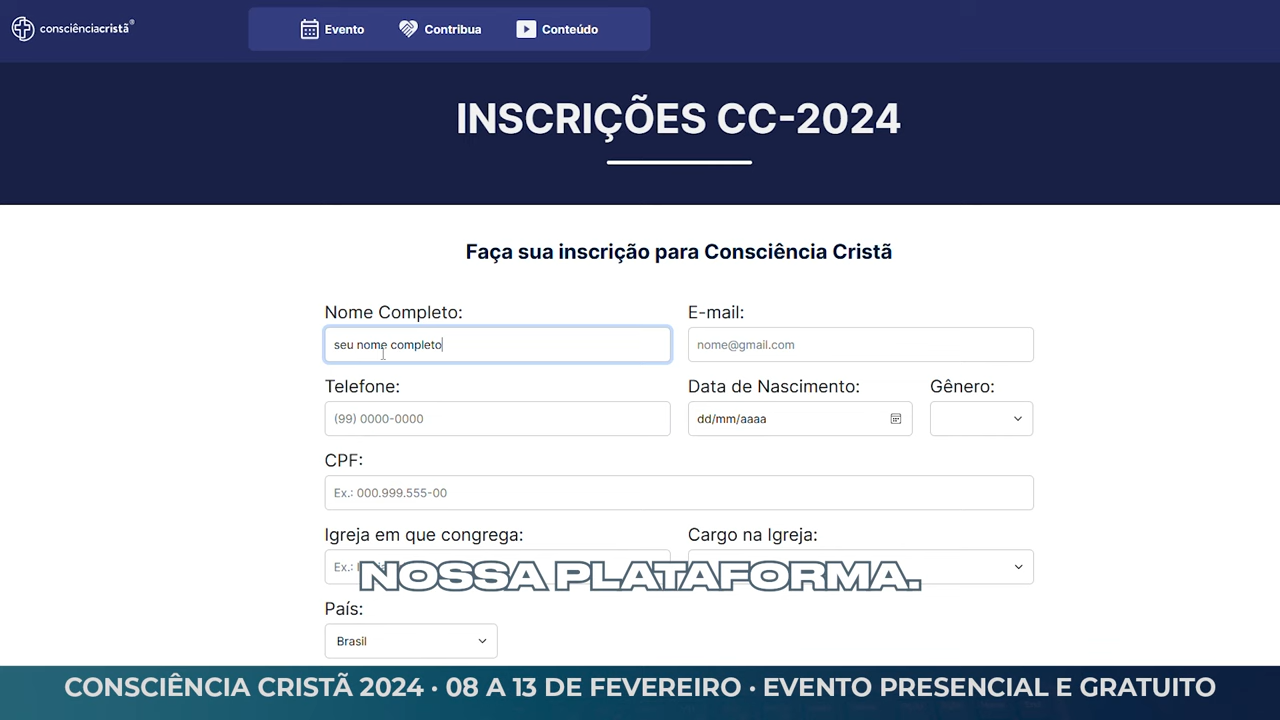 consciênciacristã®
Evento
Contribua
Conteúdo
INSCRIÇÕES CC-2024
Faça sua inscrição para Consciência Cristã
Nome Completo:
E-mail:
seu nome completo
nome@gmail.com
Telefone:
Data de Nascimento:
Gênero:
(99) 0000-0000
dd/mm/aaaa
CPF:
Ex.: 000.999.555-00
Igreja em que congrega:
Cargo na Igreja:
Ex.:
NOSSA PLATAFORMA.
País:
Brasil
CONSCIÊNCIA CRISTÃ 2024 · 08 A 13 DE FEVEREIRO · EVENTO PRESENCIAL E GRATUITO